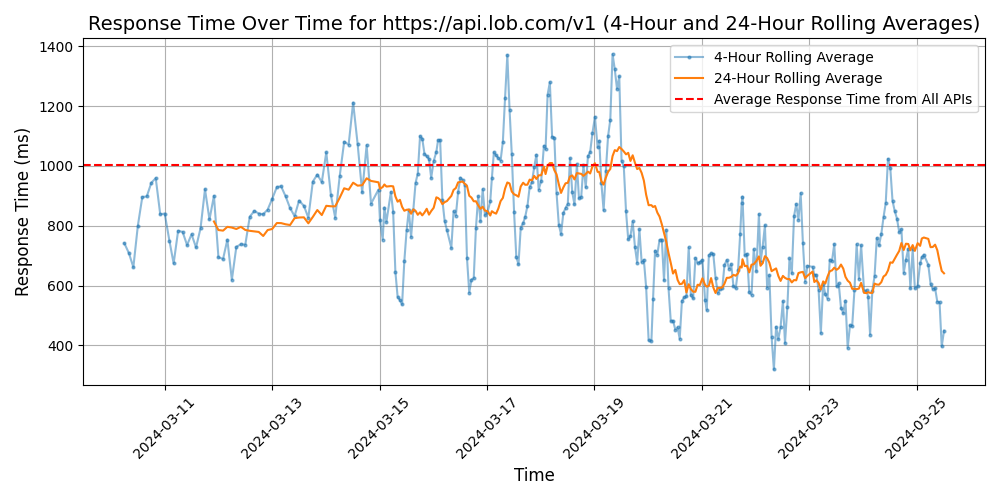 Response Time Over Time for https://api.lob.com/v1 (4-Hour and 24-Hour Rolling Averages)
4-Hour Rolling Average
24-Hour Rolling Average
Average Response Time from All APIs
Response Time (ms)
1400
1200
1000
800
600
400
2024-03-11
2024-03-13
2024-03-15
2024-03-17
2024-03-19
2024-03-21
2024-03-23
2024-03-25
Time